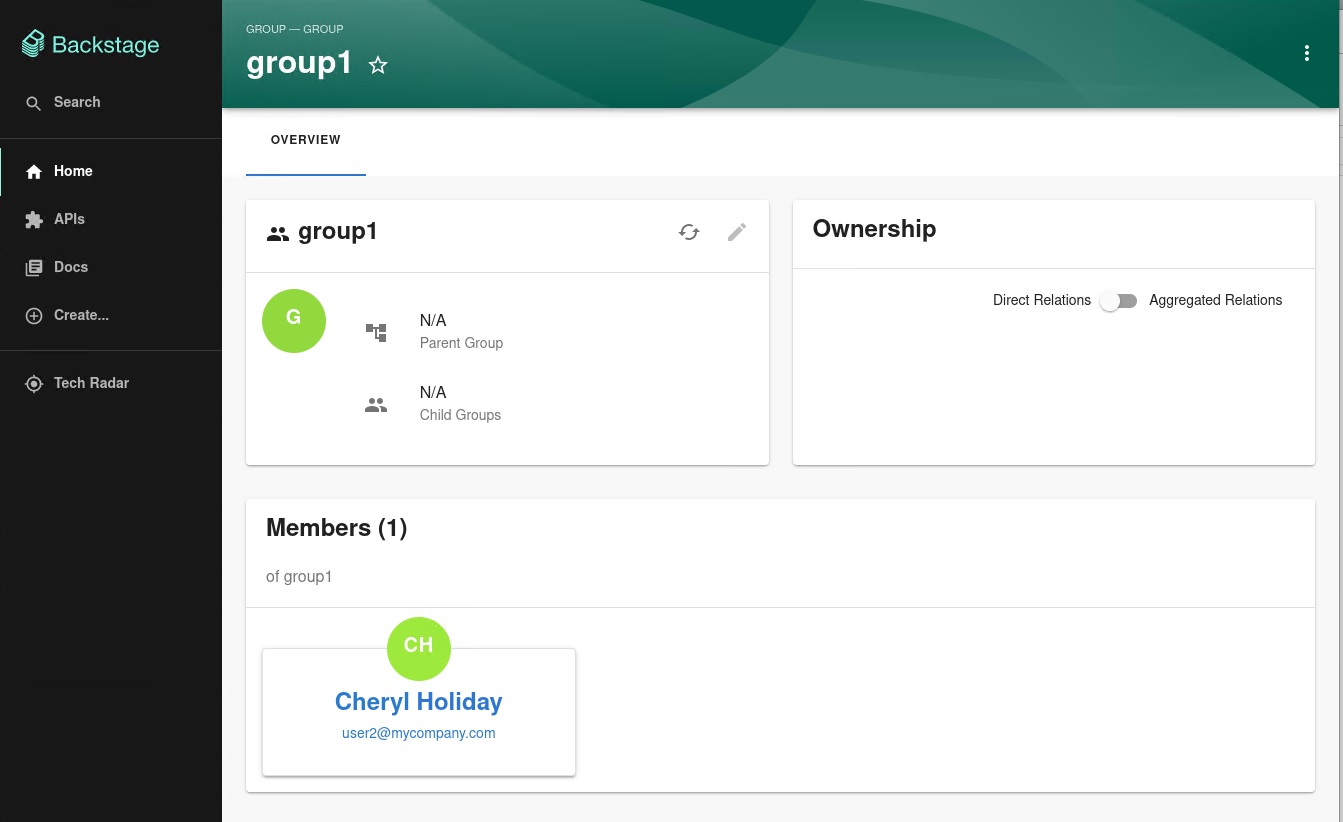 Backstage
Search
Home
APIs
Docs
Create...
Tech Radar
GROUP — GROUP
group1
OVERVIEW
group1
G
N/A
Parent Group
N/A
Child Groups
Ownership
Direct Relations Aggregated Relations
Members (1)
of group1
CH
Cheryl Holiday
user2@mycompany.com